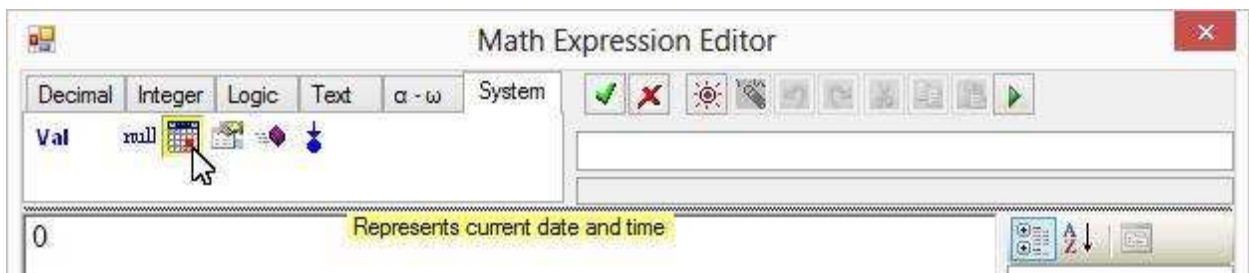 Math Expression Editor
Decimal Integer Logic Text α - ω System
Val null
Represents current date and time
0
A
Z